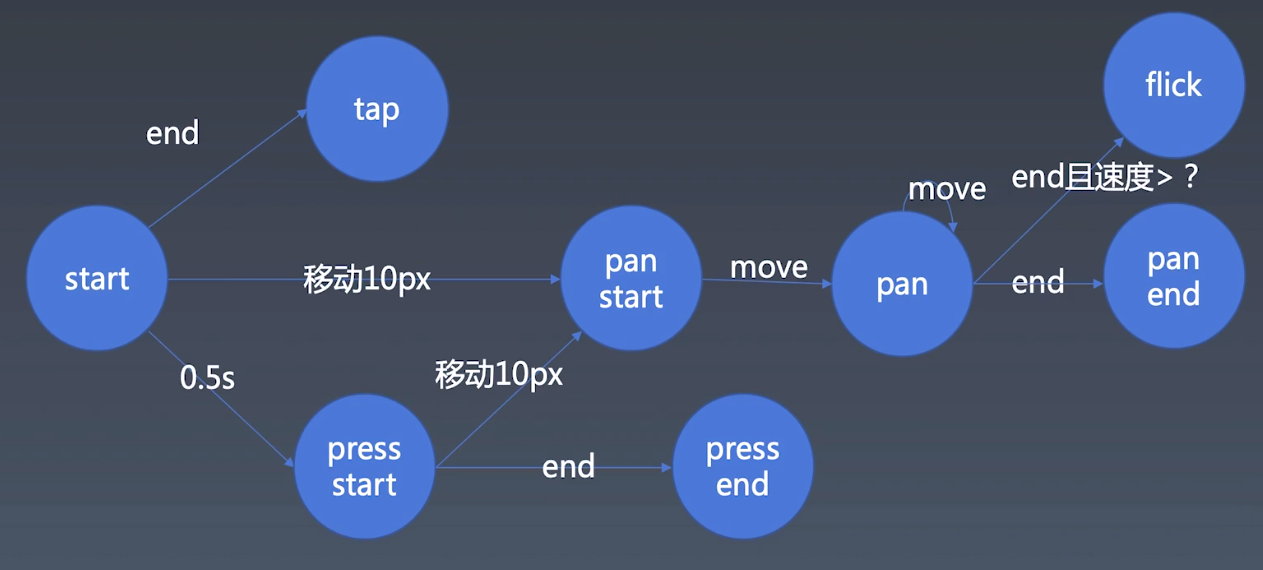 flick
tap
end
end且速度>？
move
start
移动10px
pan
start
move
pan
end
pan
end
0.5s
移动10px
press
start
end
press
end